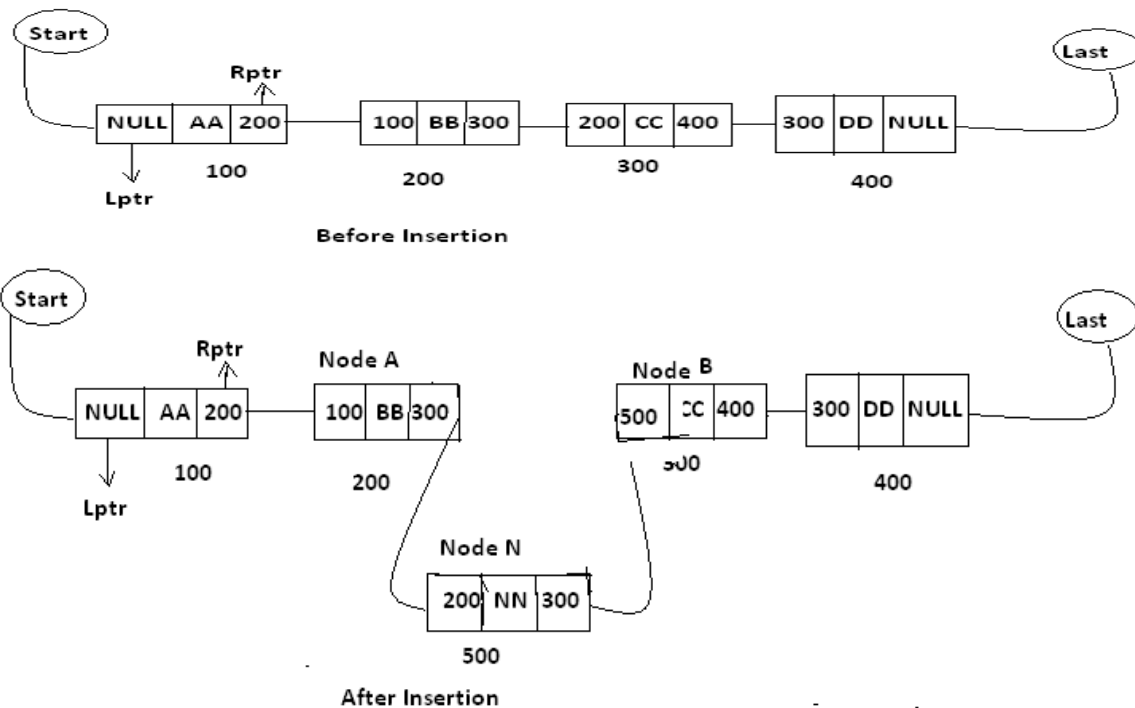 Start
Last
Rptr
NULL AA 200
100 BB 300
200 CC 400
300 DD NULL
100
200
300
400
Lptr
Before Insertion
Start
Last
Rptr
Node A
Node B
NULL AA 200
100 BB 300
500 CC 400
300 DD NULL
100
200
400
Lptr
Node N
200 NN 300
500
After Insertion